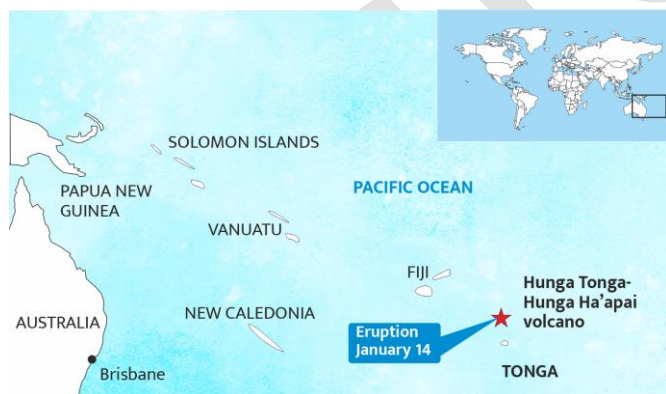 SOLOMON ISLANDS
PAPUA NEW
GUINEA
PACIFIC OCEAN
VANUATU
FIJI
Hunga Tonga-
Hunga Ha'apai
volcano
NEW CALEDONIA
AUSTRALIA
Eruption
January 14
Brisbane
TONGA